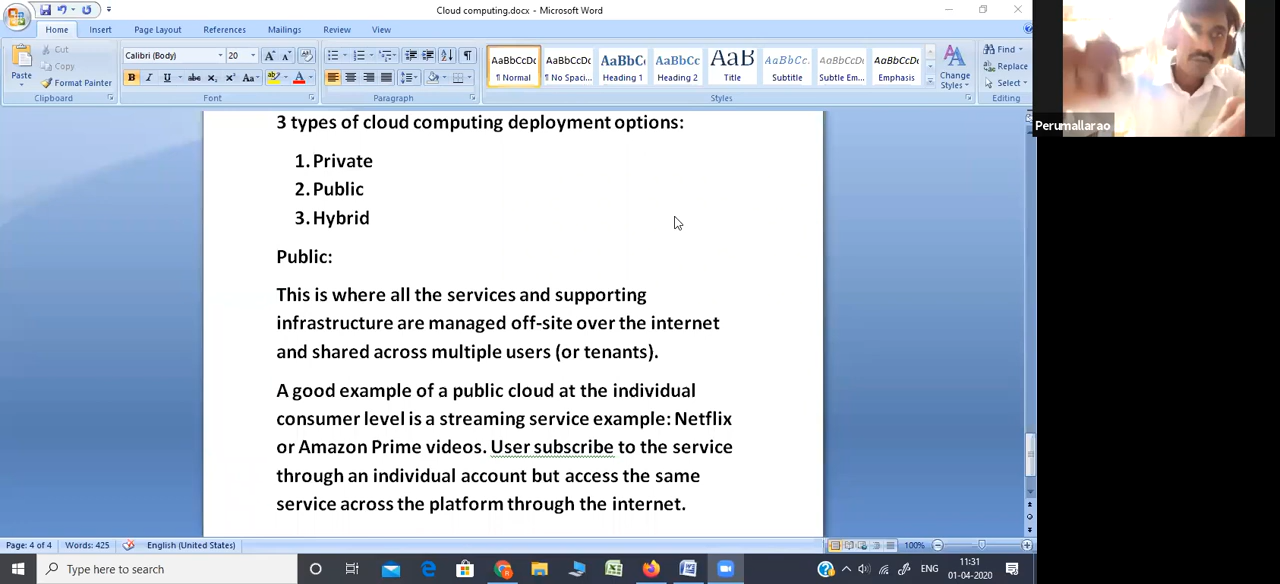 Cloud computing.docx - Microsoft Word
Home Insert Page Layout References Mailings Review View
Paste
Cut
Copy
Format Painter
Clipboard
Calibri (Body) 20
B I U abc x₂ x² Aa
Font
Paragraph
AaBbCcDc AaBbCcDc AaBbC AaBbCc AaB AaBbCc. AaBbCcDc AaBbCcDc
¶ Normal ¶ No Spaci... Heading 1 Heading 2 Title Subtitle Subtle Em... Emphasis
Change Styles
Styles
Find
Replace
Select
Editing
Perumallarao
3 types of cloud computing deployment options:
1. Private
2. Public
3. Hybrid
Public:
This is where all the services and supporting
infrastructure are managed off-site over the internet
and shared across multiple users (or tenants).
A good example of a public cloud at the individual
consumer level is a streaming service example: Netflix
or Amazon Prime videos. User subscribe to the service
through an individual account but access the same
service across the platform through the internet.
Page: 4 of 4 Words: 425 English (United States) 100%
Type here to search
ENG
11:31
01-04-2020